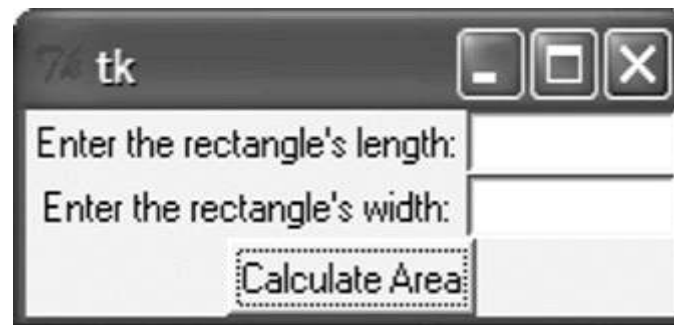 tk
Enter the rectangle's length:
Enter the rectangle's width:
Calculate Area